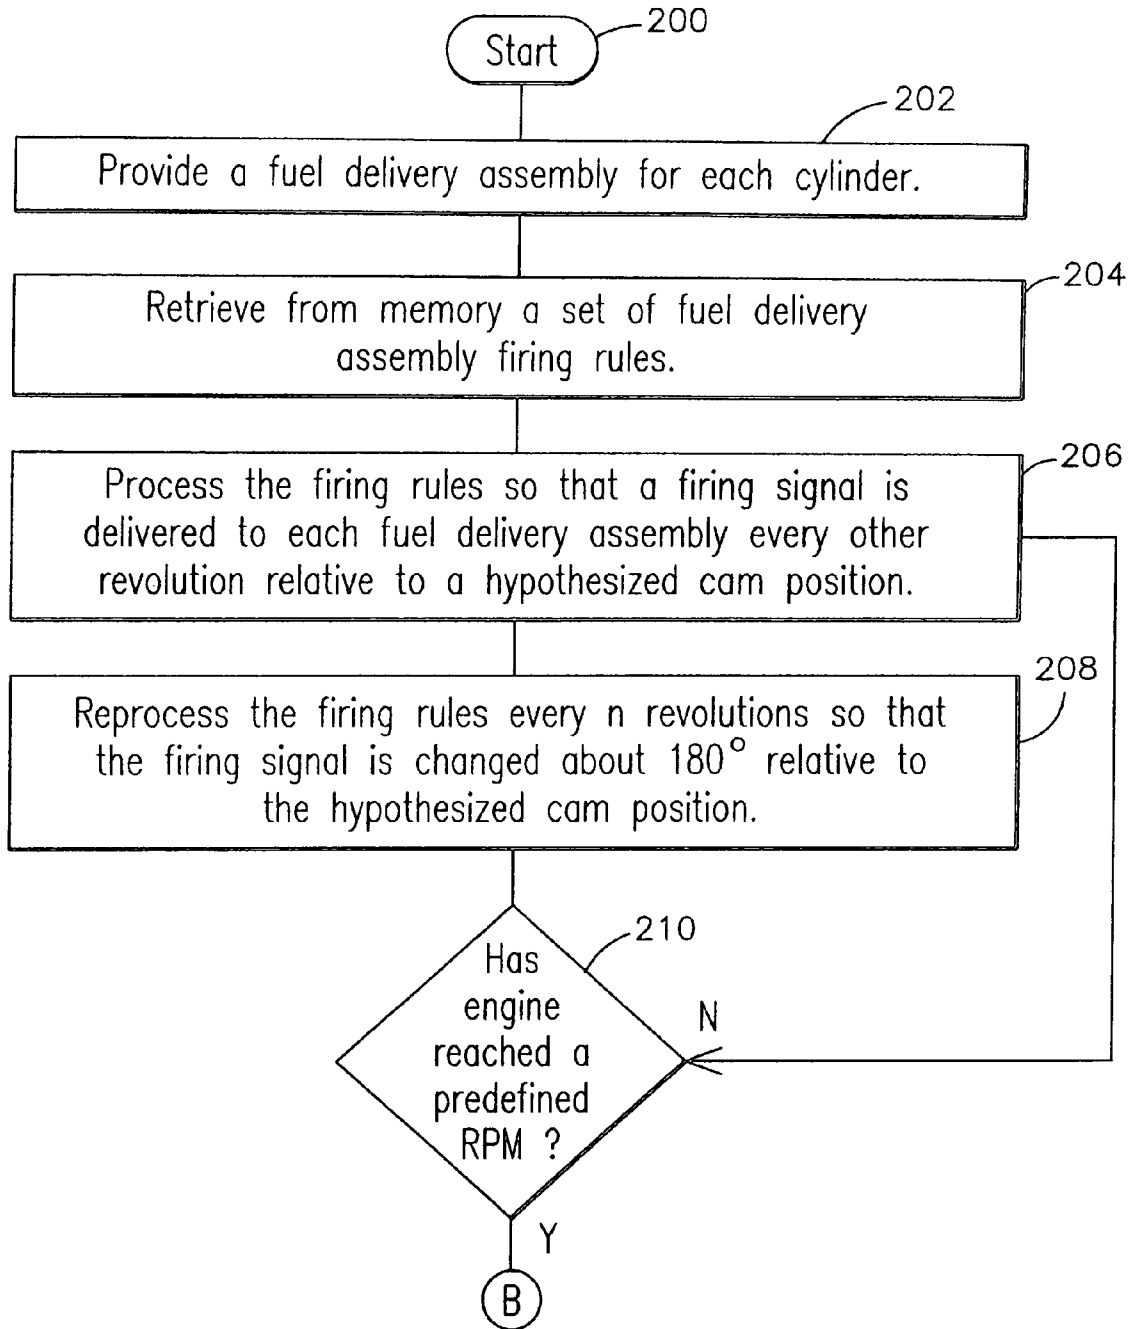 Start
200
202
Provide a fuel delivery assembly for each cylinder.
204
Retrieve from memory a set of fuel delivery
assembly firing rules.
206
Process the firing rules so that a firing signal is
delivered to each fuel delivery assembly every other
revolution relative to a hypothesized cam position.
208
Reprocess the firing rules every n revolutions so that
the firing signal is changed about 180° relative to
the hypothesized cam position.
210
Has
engine
reached a
predefined
RPM ?
N
Y
B